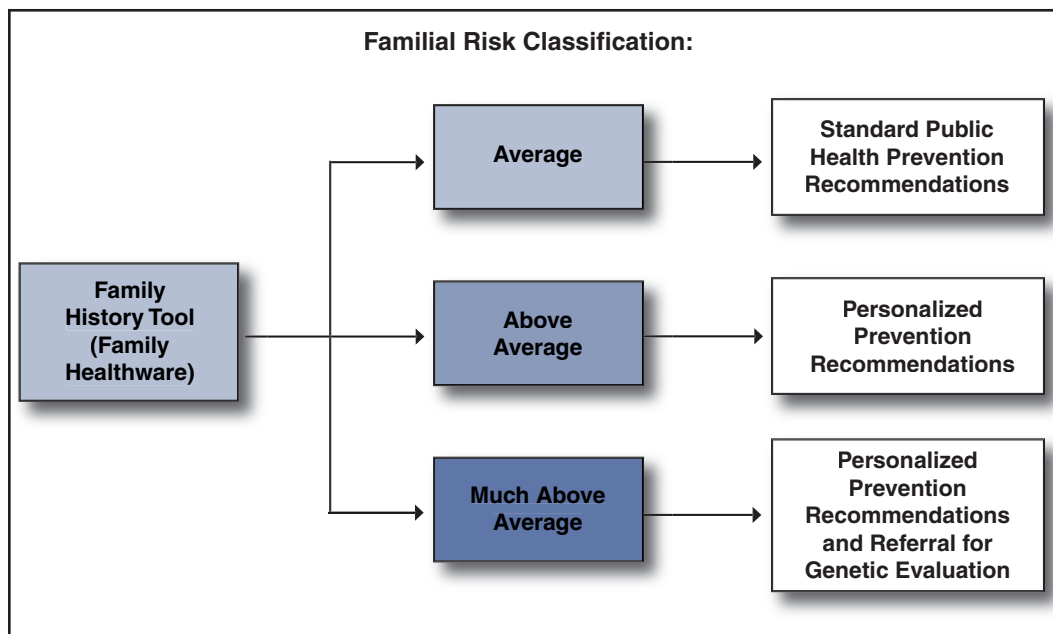 Familial Risk Classification:
Family
History Tool
(Family
Healthware)
Average
Standard Public
Health Prevention
Recommendations
Above
Average
Personalized
Prevention
Recommendations
Much Above
Average
Personalized
Prevention
Recommendations
and Referral for
Genetic Evaluation